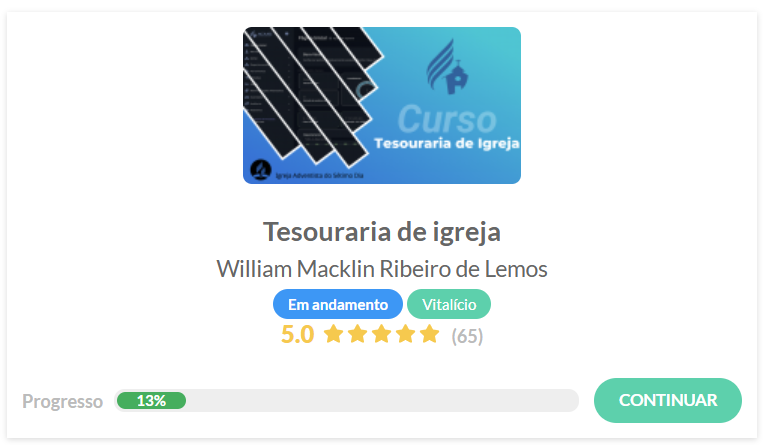 Curso
Tesouraria de Igreja
Igreja Adventista do Sétimo Dia
Tesouraria de igreja
William Macklin Ribeiro de Lemos
Em andamento Vitalício
5.0 (65)
Progresso 13% CONTINUAR